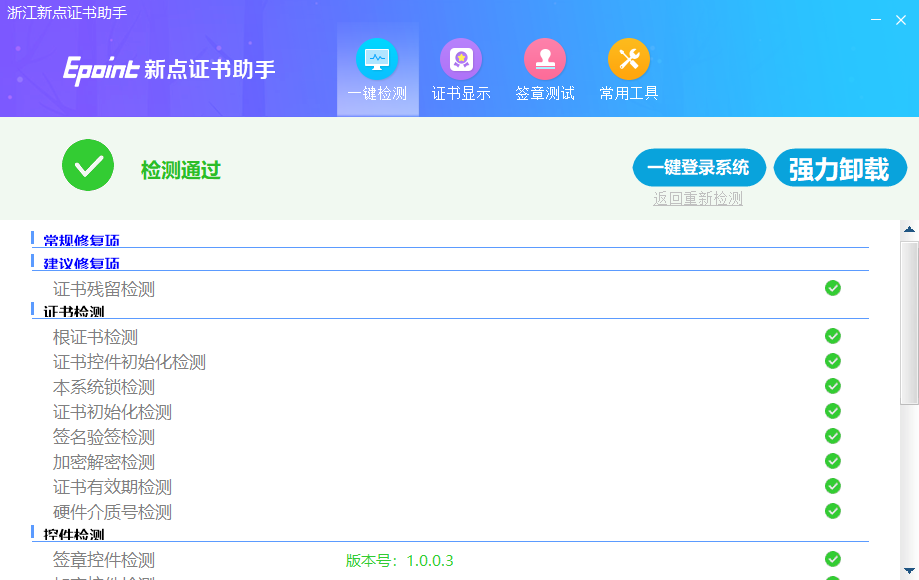 浙江新点证书助手
Epoint 新点证书助手
一键检测 证书显示 签章测试 常用工具
检测通过
一键登录系统 强力卸载
返回重新检测
常规修复项
建议修复项
证书残留检测
证书检测
根证书检测
证书控件初始化检测
本系统锁检测
证书初始化检测
签名验签检测
加密解密检测
证书有效期检测
硬件介质号检测
控件检测
签章控件检测 版本号：1.0.0.3